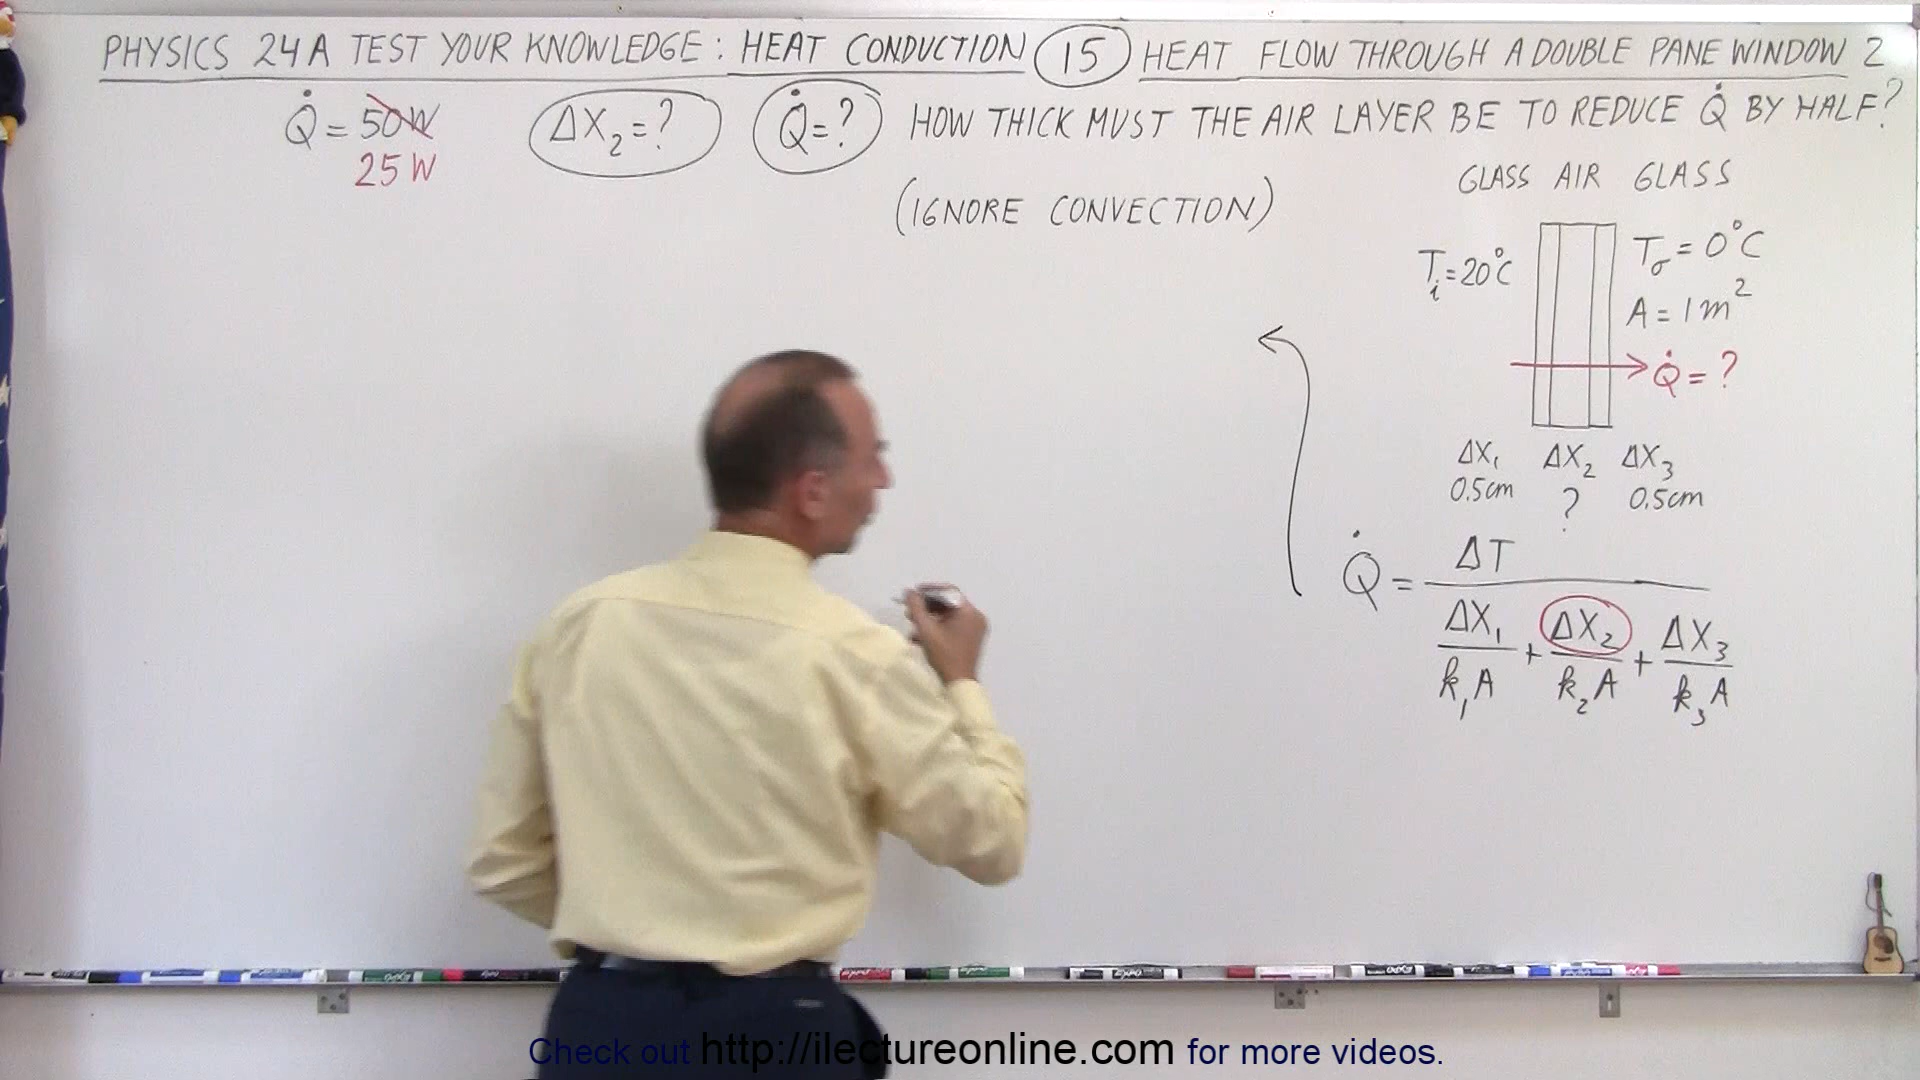 PHYSICS 24A TEST YOUR KNOWLEDGE: HEAT CONDUCTION 15 HEAT FLOW THROUGH A DOUBLE PANE WINDOW 2
Q̇ = 50W ΔX₂=? Q̇=? HOW THICK MUST THE AIR LAYER BE TO REDUCE Q̇ BY HALF?
25W
(IGNORE CONVECTION)
GLASS AIR GLASS
Tᵢ=20°C
Tₒ=0°C
A=1m²
Q̇=?
ΔX₁ ΔX₂ ΔX₃
0.5cm ? 0.5cm
ΔT
Q̇ =
ΔX₁ + ΔX₂ + ΔX₃
k₁A k₂A k₃A
Check out http://ilectureonline.com for more videos.